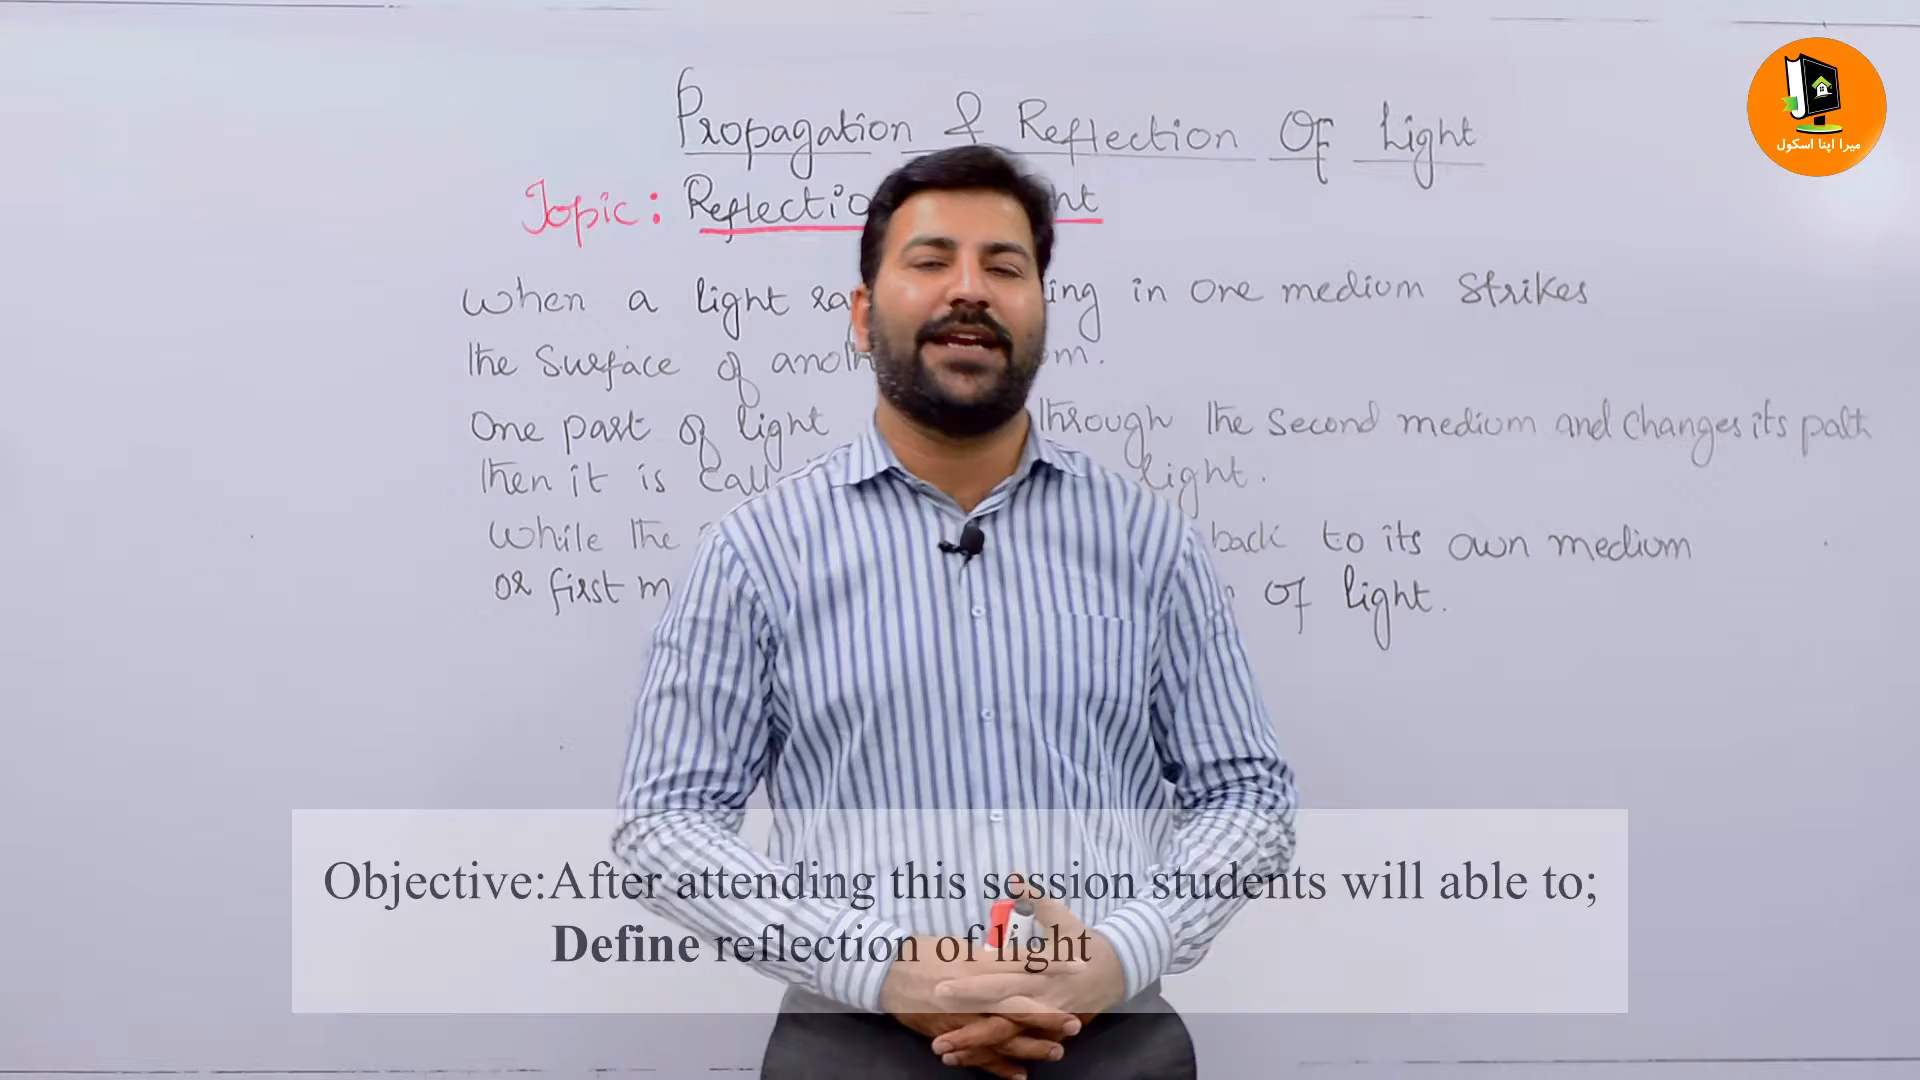 Propagation & Reflection Of Light
میرا اپنا اسکول
Topic: Reflectio nt
When a light ra ing in one medium Strikes
the Surface of anoth m.
One part of light through the Second medium and changes its path
then it is call light.
While the back to its own medium
or first m of light.
Objective:After attending this session students will able to;
Define reflection of light